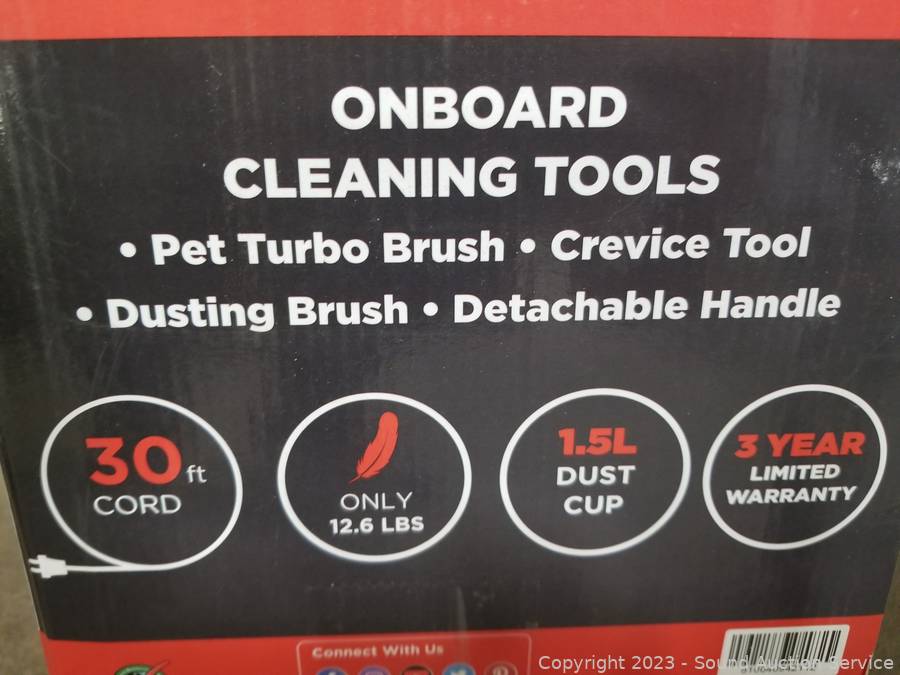 ONBOARD
CLEANING TOOLS
• Pet Turbo Brush • Crevice Tool
• Dusting Brush • Detachable Handle
30 ft
CORD
ONLY
12.6 LBS
1.5L
DUST
CUP
3 YEAR
LIMITED
WARRANTY
Connect With Us
Copyright 2023 - Sound Auction Service